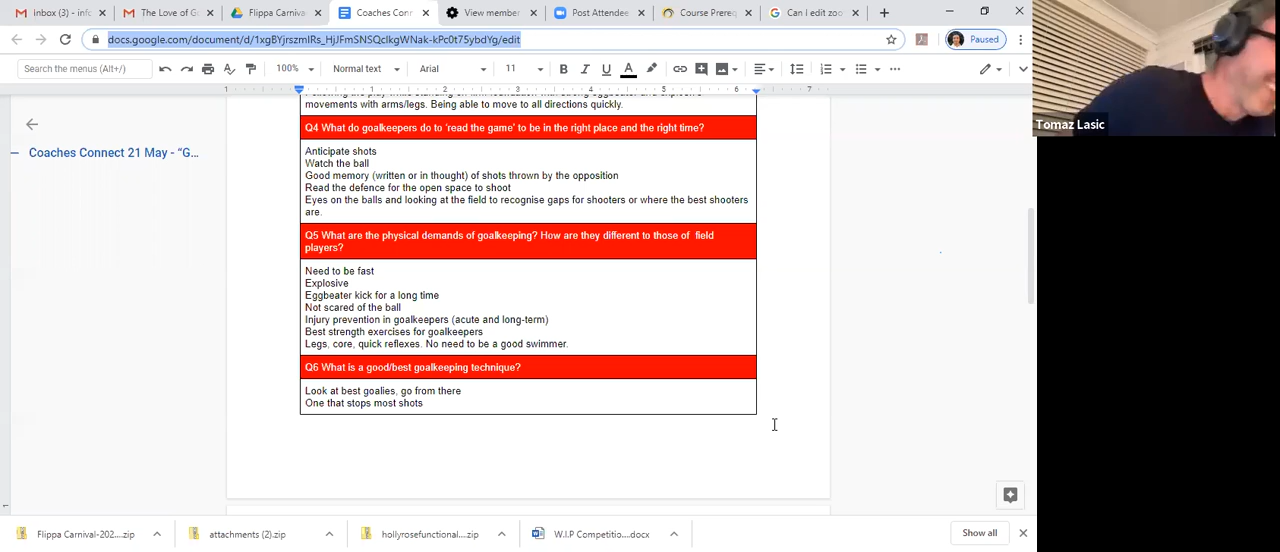 Inbox (3) - info
The Love of G
Flippa Carniva
Coaches Conn
View member
Post Attendee
Course Prereq
Can I edit zoo
docs.google.com/document/d/1xgBYjrszmIRs_HjJFmSNSQclkgWNak-kPc0t75ybdYg/edit
Paused
Search the menus (Alt+/)
100%
Normal text
Arial
11
B I U A
1 1 2 3 4 5 6 7
movements with arms/legs. Being able to move to all directions quickly.
Q4 What do goalkeepers do to 'read the game' to be in the right place and the right time?
Anticipate shots
Watch the ball
Good memory (written or in thought) of shots thrown by the opposition
Read the defence for the open space to shoot
Eyes on the balls and looking at the field to recognise gaps for shooters or where the best shooters
are.
Q5 What are the physical demands of goalkeeping? How are they different to those of field
players?
Need to be fast
Explosive
Eggbeater kick for a long time
Not scared of the ball
Injury prevention in goalkeepers (acute and long-term)
Best strength exercises for goalkeepers
Legs, core, quick reflexes. No need to be a good swimmer.
Q6 What is a good/best goalkeeping technique?
Look at best goalies, go from there
One that stops most shots
Coaches Connect 21 May - “G...
Tomaz Lasic
Flippa Carnival-202....zip
attachments (2).zip
hollyrosefunctional....zip
W.I.P Competitio....docx
Show all